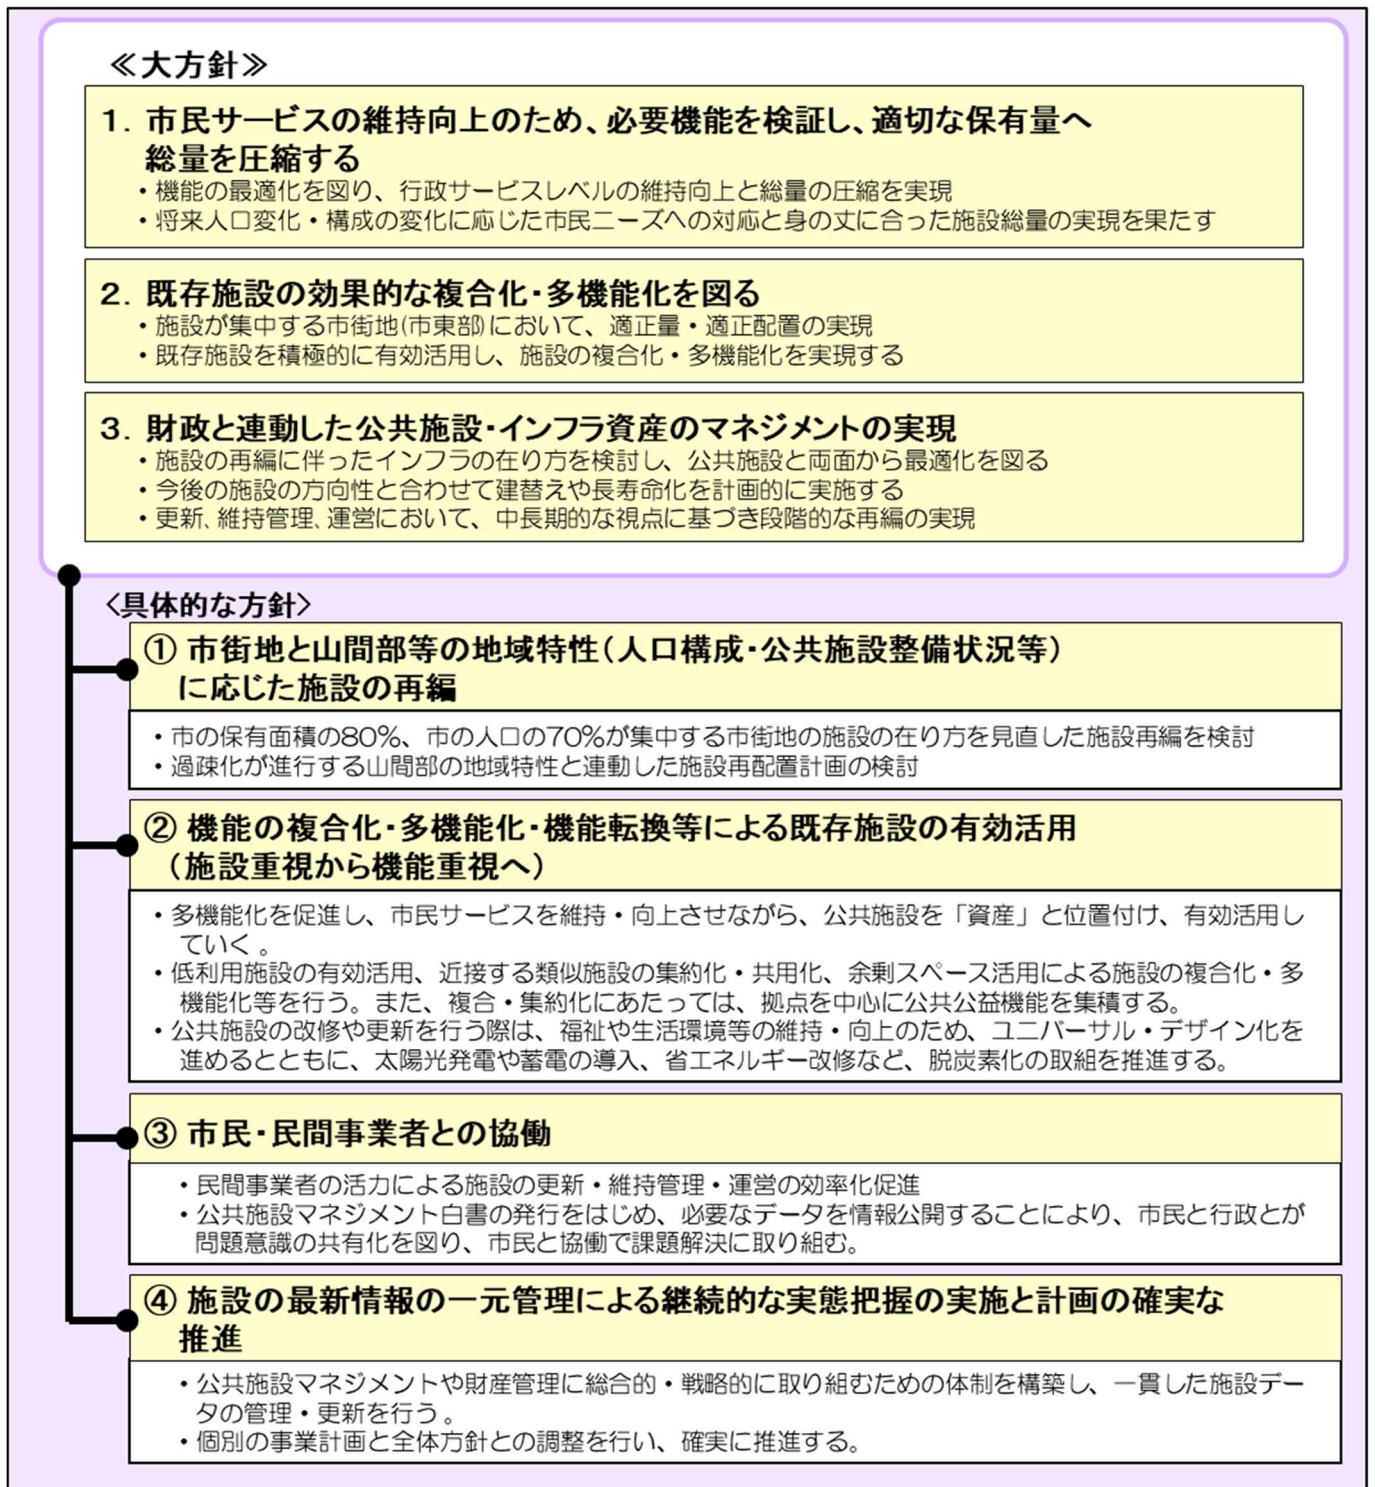 ≪大方針≫
1. 市民サービスの維持向上のため、必要機能を検証し、適切な保有量へ
総量を圧縮する
・機能の最適化を図り、行政サービスレベルの維持向上と総量の圧縮を実現
・将来人口変化・構成の変化に応じた市民ニーズへの対応と身の丈に合った施設総量の実現を果たす
2. 既存施設の効果的な複合化・多機能化を図る
・施設が集中する市街地(市東部)において、適正量・適正配置の実現
・既存施設を積極的に有効活用し、施設の複合化・多機能化を実現する
3. 財政と連動した公共施設・インフラ資産のマネジメントの実現
・施設の再編に伴ったインフラの在り方を検討し、公共施設と両面から最適化を図る
・今後の施設の方向性と合わせて建替えや長寿命化を計画的に実施する
・更新、維持管理、運営において、中長期的な視点に基づき段階的な再編の実現
<具体的な方針>
① 市街地と山間部等の地域特性(人口構成・公共施設整備状況等)
に応じた施設の再編
・市の保有面積の80%、市の人口の70%が集中する市街地の施設の在り方を見直した施設再編を検討
・過疎化が進行する山間部の地域特性と連動した施設再配置計画の検討
② 機能の複合化・多機能化・機能転換等による既存施設の有効活用
(施設重視から機能重視へ)
・多機能化を促進し、市民サービスを維持・向上させながら、公共施設を「資産」と位置付け、有効活用し
ていく。
・低利用施設の有効活用、近接する類似施設の集約化・共用化、余剰スペース活用による施設の複合化・多
機能化等を行う。また、複合・集約化にあたっては、拠点を中心に公共公益機能を集積する。
・公共施設の改修や更新を行う際は、福祉や生活環境等の維持・向上のため、ユニバーサル・デザイン化を
進めるとともに、太陽光発電や蓄電の導入、省エネルギー改修など、脱炭素化の取組を推進する。
③ 市民・民間事業者との協働
・民間事業者の活力による施設の更新・維持管理・運営の効率化促進
・公共施設マネジメント白書の発行をはじめ、必要なデータを情報公開することにより、市民と行政とが
問題意識の共有化を図り、市民と協働で課題解決に取り組む。
④ 施設の最新情報の一元管理による継続的な実態把握の実施と計画の確実な
推進
・公共施設マネジメントや財産管理に総合的・戦略的に取り組むための体制を構築し、一貫した施設デー
タの管理・更新を行う。
・個別の事業計画と全体方針との調整を行い、確実に推進する。